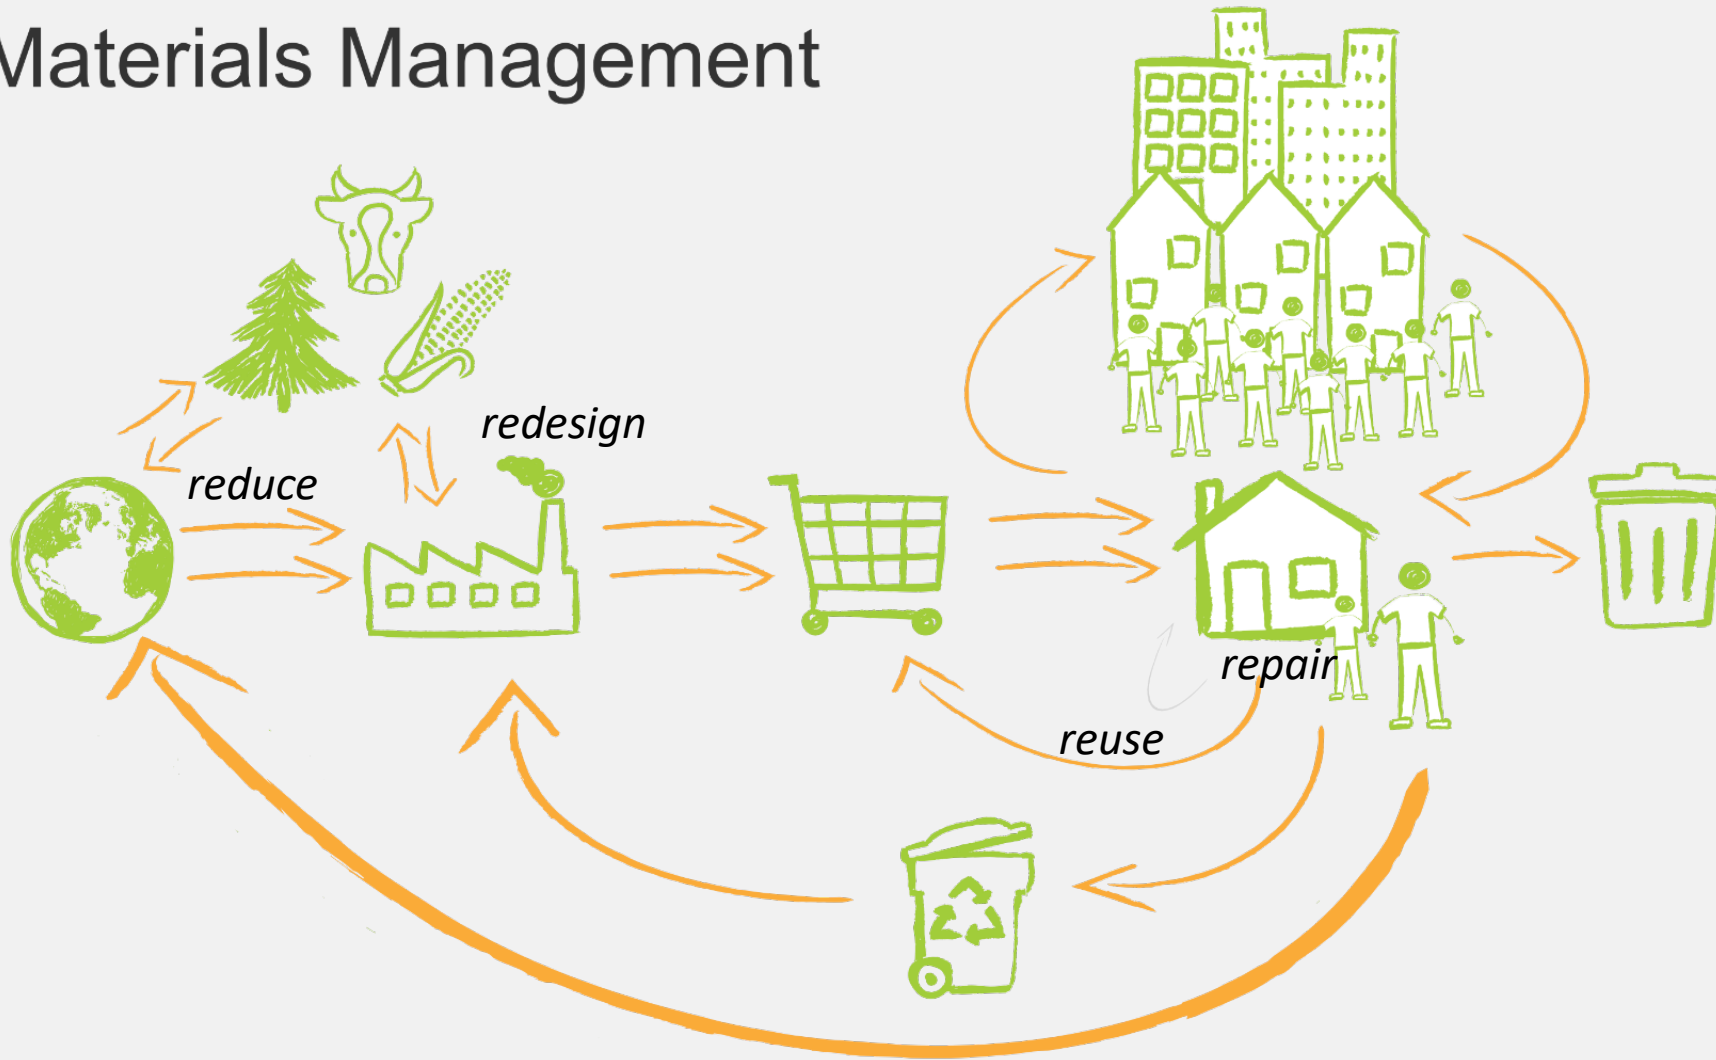 Materials Management
redesign
reduce
repair
reuse